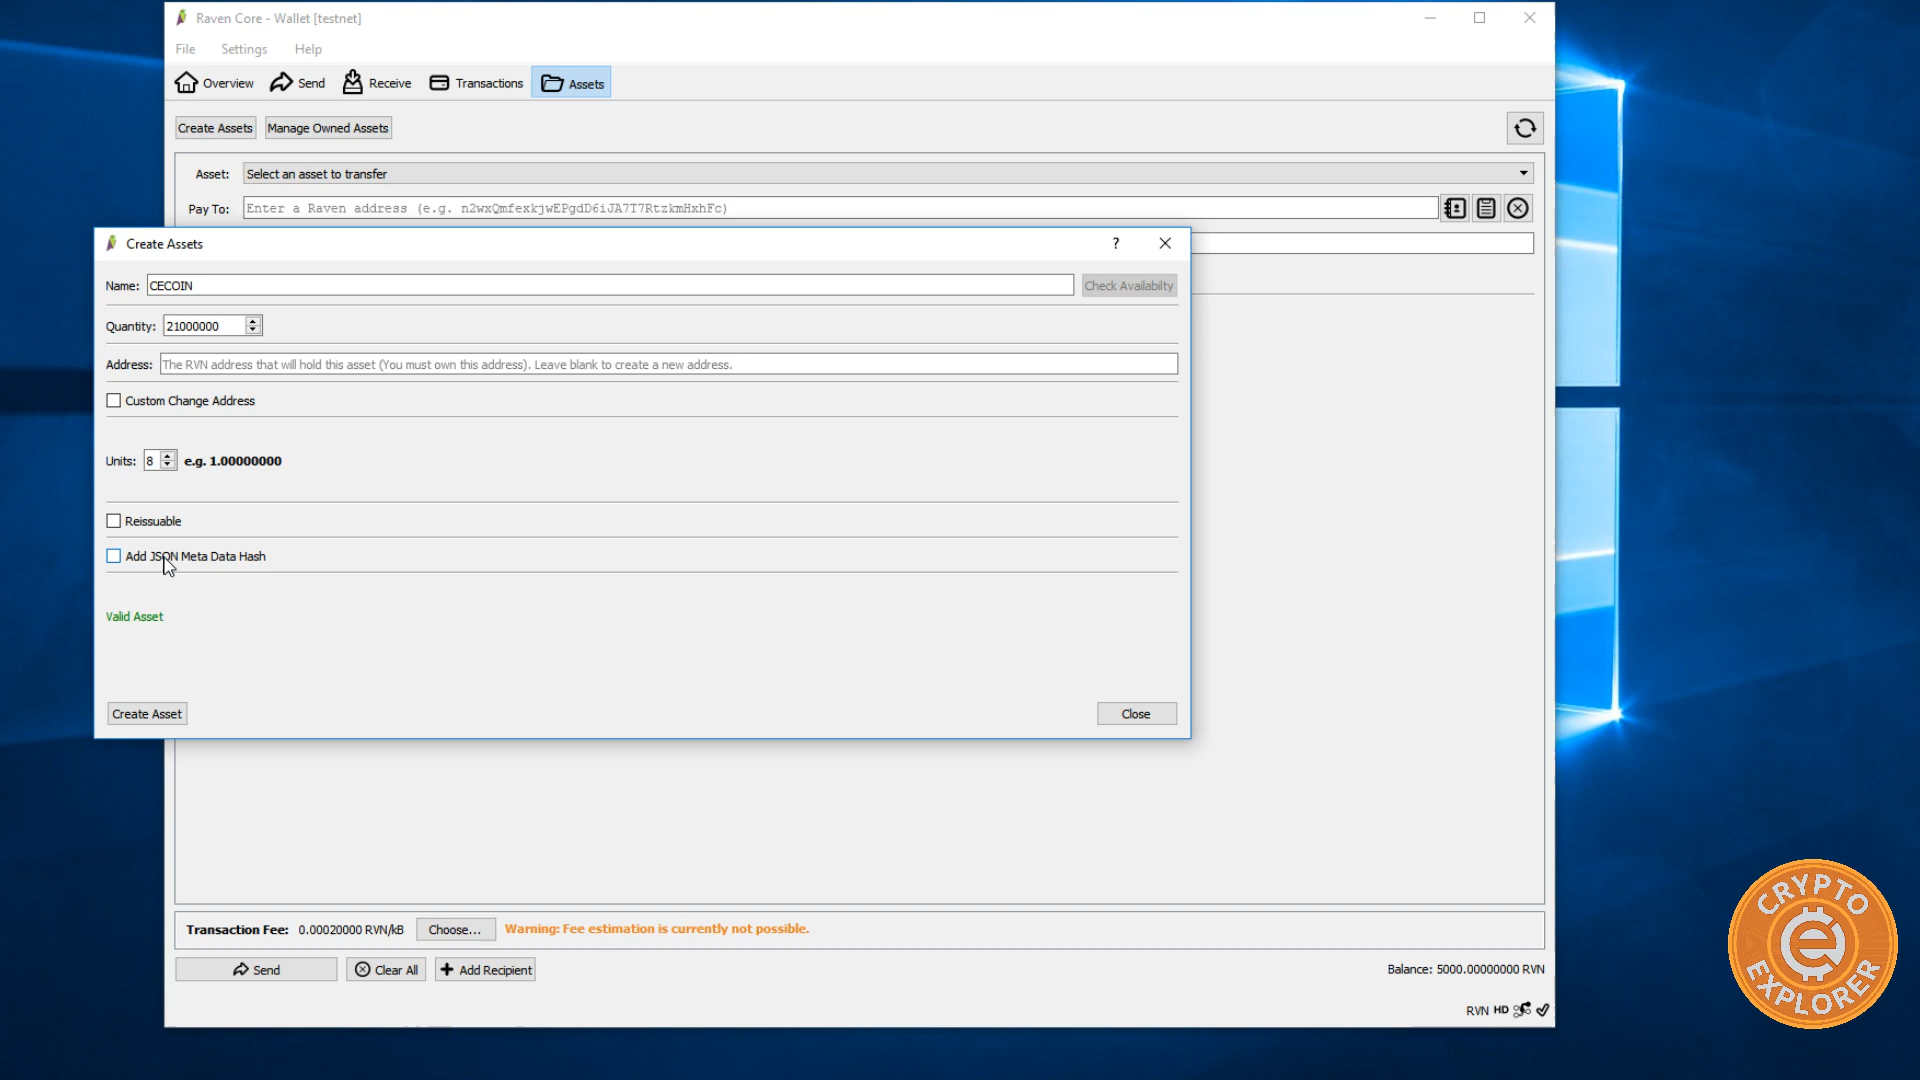 Raven Core - Wallet [testnet]
File Settings Help
Overview Send Receive Transactions Assets
Create Assets Manage Owned Assets
Asset: Select an asset to transfer
Pay To: Enter a Raven address (e.g. n2wxQmfexkjwEPgdD6iJA7T7RtzkmHxhFc)
Create Assets ?
Name: CECOIN Check Availabilty
Quantity: 21000000
Address: The RVN address that will hold this asset (You must own this address). Leave blank to create a new address.
Custom Change Address
Units: 8 e.g. 1.00000000
Reissuable
Add JSON Meta Data Hash
Valid Asset
Create Asset Close
Transaction Fee: 0.00020000 RVN/kB Choose... Warning: Fee estimation is currently not possible.
Send Clear All Add Recipient Balance: 5000.00000000 RVN
RVN HD
CRYPTO
EXPLORER